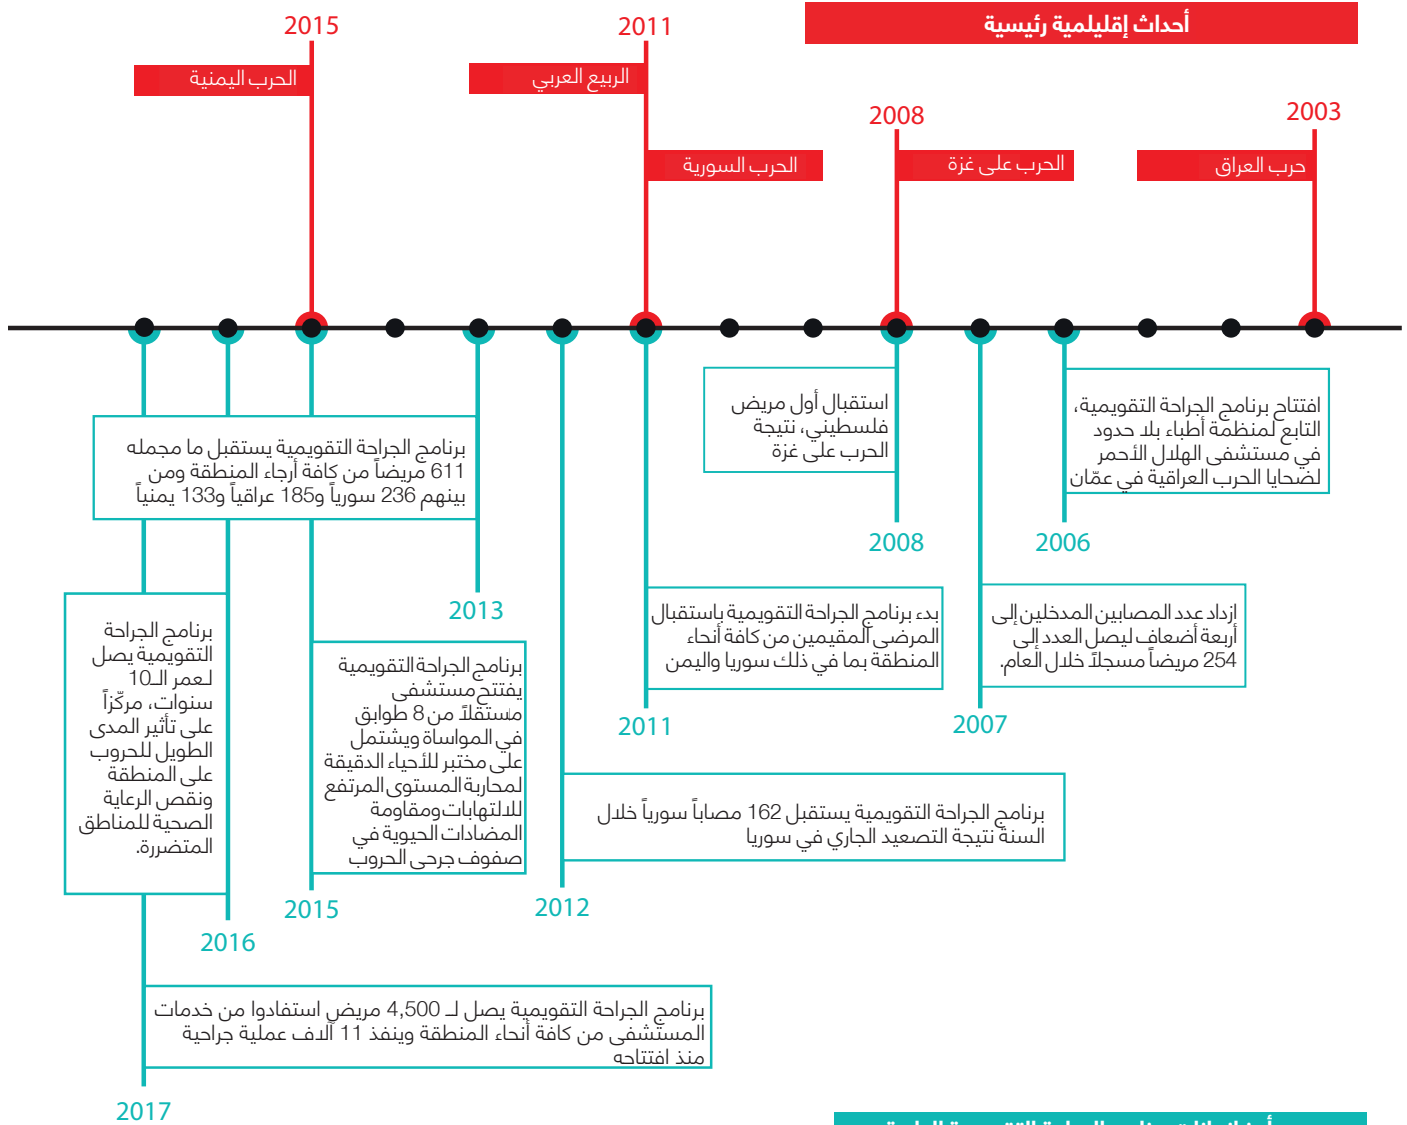 أحداث إقليلمية رئيسية
2003
حرب العراق
2008
الحرب على غزة
2011
الربيع العربي
الحرب السورية
2015
الحرب اليمنية
افتتاح برنامج الجراحة التقويمية،
التابع لمنظمة أطباء بلا حدود
في مستشفى الهلال الأحمر
لضحايا الحرب العراقية في عمّان
2006
ازداد عدد المصابين المدخلين إلى
أربعة أضعاف ليصل العدد إلى
254 مريضاً مسجلاً خلال العام.
2007
استقبال أول مريض
فلسطيني، نتيجة
الحرب على غزة
2008
بدء برنامج الجراحة التقويمية باستقبال
المرضى المقيمين من كافة أنحاء
المنطقة بما في ذلك سوريا واليمن
2011
برنامج الجراحة التقويمية يستقبل 162 مصاباً سورياً خلال
السنة نتيجة التصعيد الجاري في سوريا
2012
برنامج الجراحة التقويمية يستقبل ما مجمله
611 مريضاً من كافة أرجاء المنطقة ومن
بينهم 236 سورياً و185 عراقياً و133 يمنياً
2013
برنامج الجراحة التقويمية
يفتتح مستشفى
مستقلاً من 8 طوابق
في المواساة ويشتمل
على مختبر للأحياء الدقيقة
لمحاربة المستوى المرتفع
للالتهابات ومقاومة
المضادات الحيوية في
صفوف جرحى الحروب
2015
برنامج الجراحة
التقويمية يصل
لعمر الـ10
سنوات، مركّزاً
على تأثير المدى
الطويل للحروب
على المنطقة
ونقص الرعاية
الصحية للمناطق
المتضررة.
2016
برنامج الجراحة التقويمية يصل لـ 4,500 مريض استفادوا من خدمات
المستشفى من كافة أنحاء المنطقة وينفذ 11 آلاف عملية جراحية
منذ افتتاحه
2017